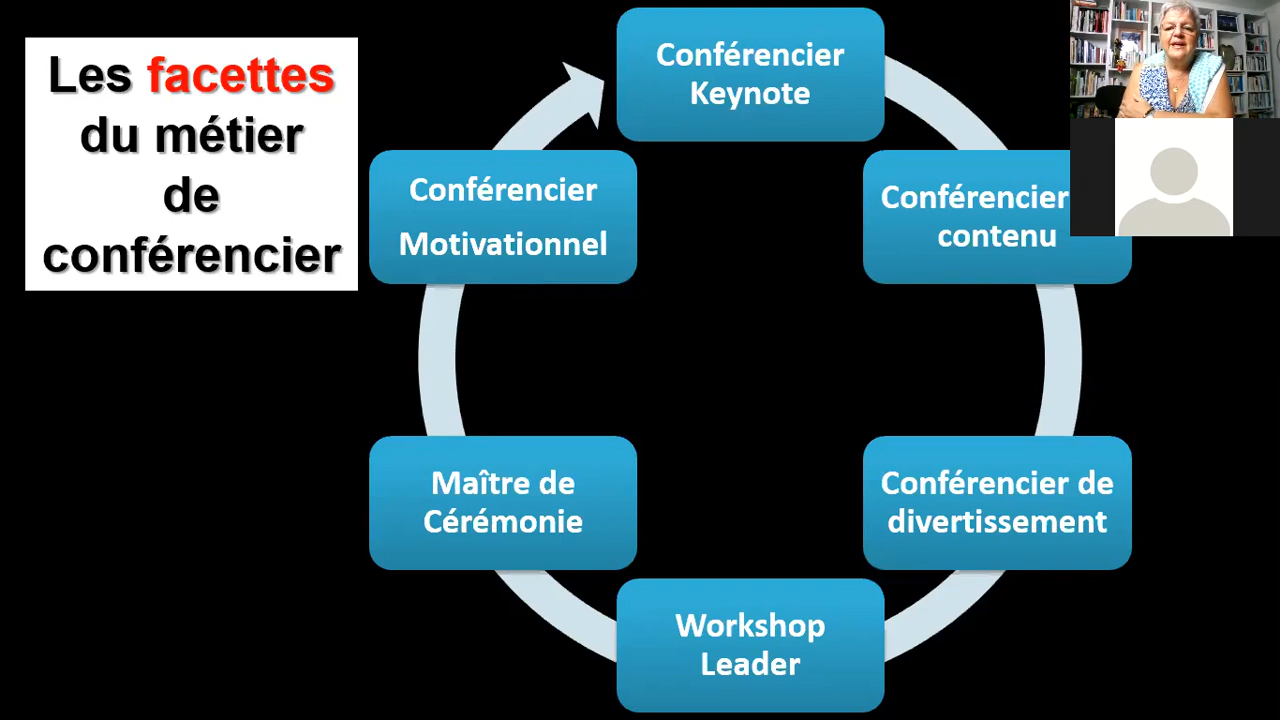 Les facettes
du métier
de
conférencier
Conférencier
Keynote
Conférencier
contenu
Conférencier de
divertissement
Workshop
Leader
Maître de
Cérémonie
Conférencier
Motivationnel